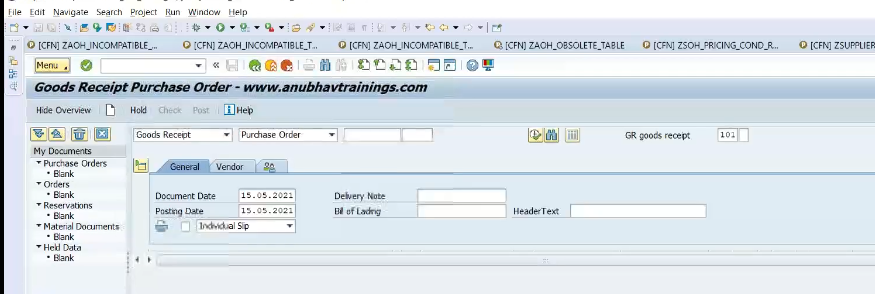 File Edit Navigate Search Project Run Window Help
[CFN] ZAOH_INCOMPATIBLE_... [CFN] ZAOH_INCOMPATIBLE_T... [CFN] ZAOH_INCOMPATIBLE_T... [CFN] ZAOH_OBSOLETE_TABLE [CFN] ZSOH_PRICING_COND_R... [CFN] ZSUPPLIER
Menu
Goods Receipt Purchase Order - www.anubhavtrainings.com
Hide Overview Hold Check Post Help
Goods Receipt Purchase Order GR goods receipt 101
My Documents
Purchase Orders
Blank
Orders
Blank
Reservations
Blank
Material Documents
Blank
Held Data
Blank
General Vendor
Document Date 15.05.2021 Delivery Note
Posting Date 15.05.2021 Bill of Lading HeaderText
Individual Slip